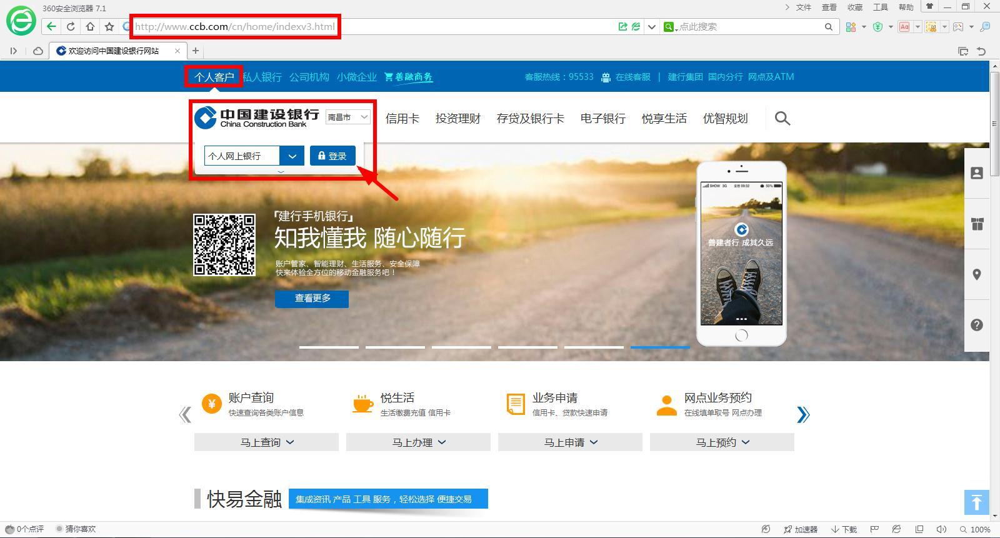 360安全浏览器 7.1
文件 查看 收藏 工具 帮助
http://www.ccb.com/cn/home/indexv3.html
点此搜索
欢迎访问中国建设银行网站
个人客户 私人银行 公司机构 小微企业 善融商务
客服热线：95533 在线客服 | 建行集团 国内分行 网点及ATM
中国建设银行
China Construction Bank
南昌市
信用卡 投资理财 存贷及银行卡 电子银行 悦享生活 优智规划
个人网上银行
登录
「建行手机银行」
知我懂我 随心随行
账户管家、智能理财、生活服务、安全保障
快来体验全方位的移动金融服务吧！
查看更多
SHOW 3G 09:32 50%
善建者行 成其久远
账户查询
快速查询各类账户信息
马上查询
悦生活
生活缴费充值 信用卡
马上办理
业务申请
信用卡、贷款快速申请
马上申请
网点业务预约
在线填单取号 网点办理
马上预约
快易金融
集成资讯 产品 工具 服务，轻松选择 便捷交易
0个点评 猜你喜欢
加速器 下载 100%